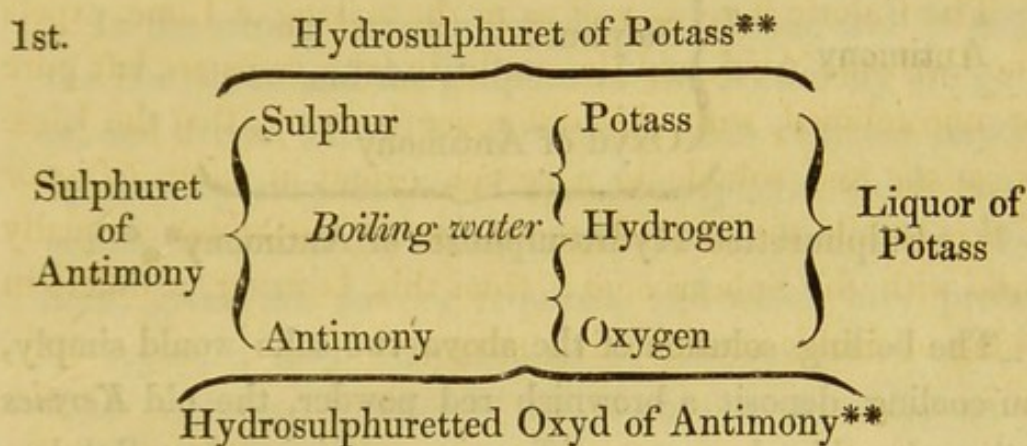 1st.
Hydrosulphuret of Potass**
Sulphur Potass
Sulphuret
of
Antimony
Boiling water Hydrogen
Liquor of
Potass
Antimony Oxygen
Hydrosulphuretted Oxyd of Antimony**